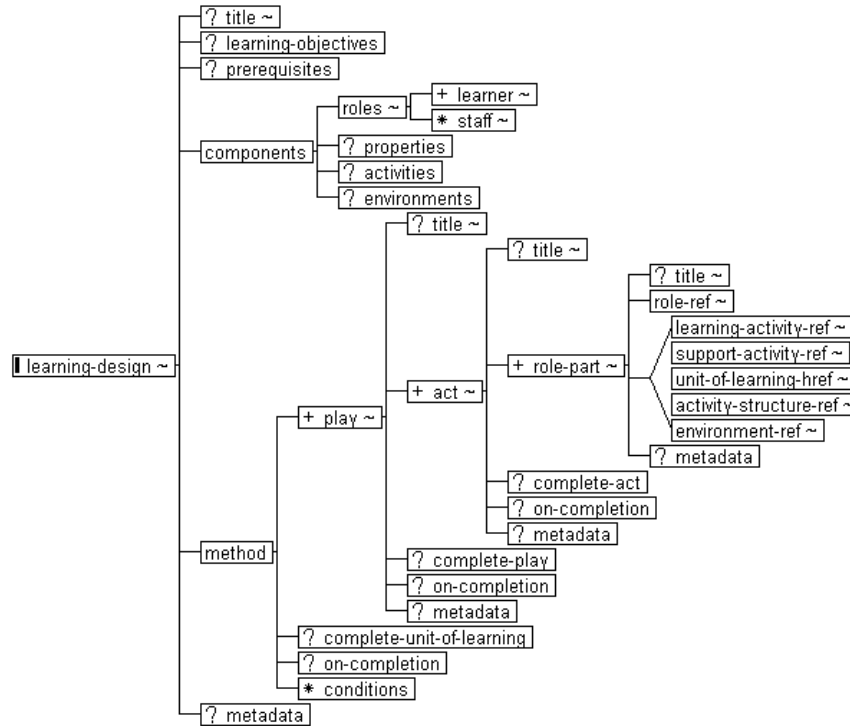 ? title ~
? learning-objectives
? prerequisites
+ learner ~
roles ~
* staff ~
components
? properties
? activities
? environments
? title ~
? title ~
? title ~
role-ref ~
learning-activity-ref ~
support-activity-ref ~
learning-design ~
+ role-part ~
unit-of-learning-href ~
+ act ~
activity-structure-ref ~
+ play ~
environment-ref ~
? metadata
? complete-act
? on-completion
? metadata
method
? complete-play
? on-completion
? metadata
? complete-unit-of-learning
? on-completion
* conditions
? metadata